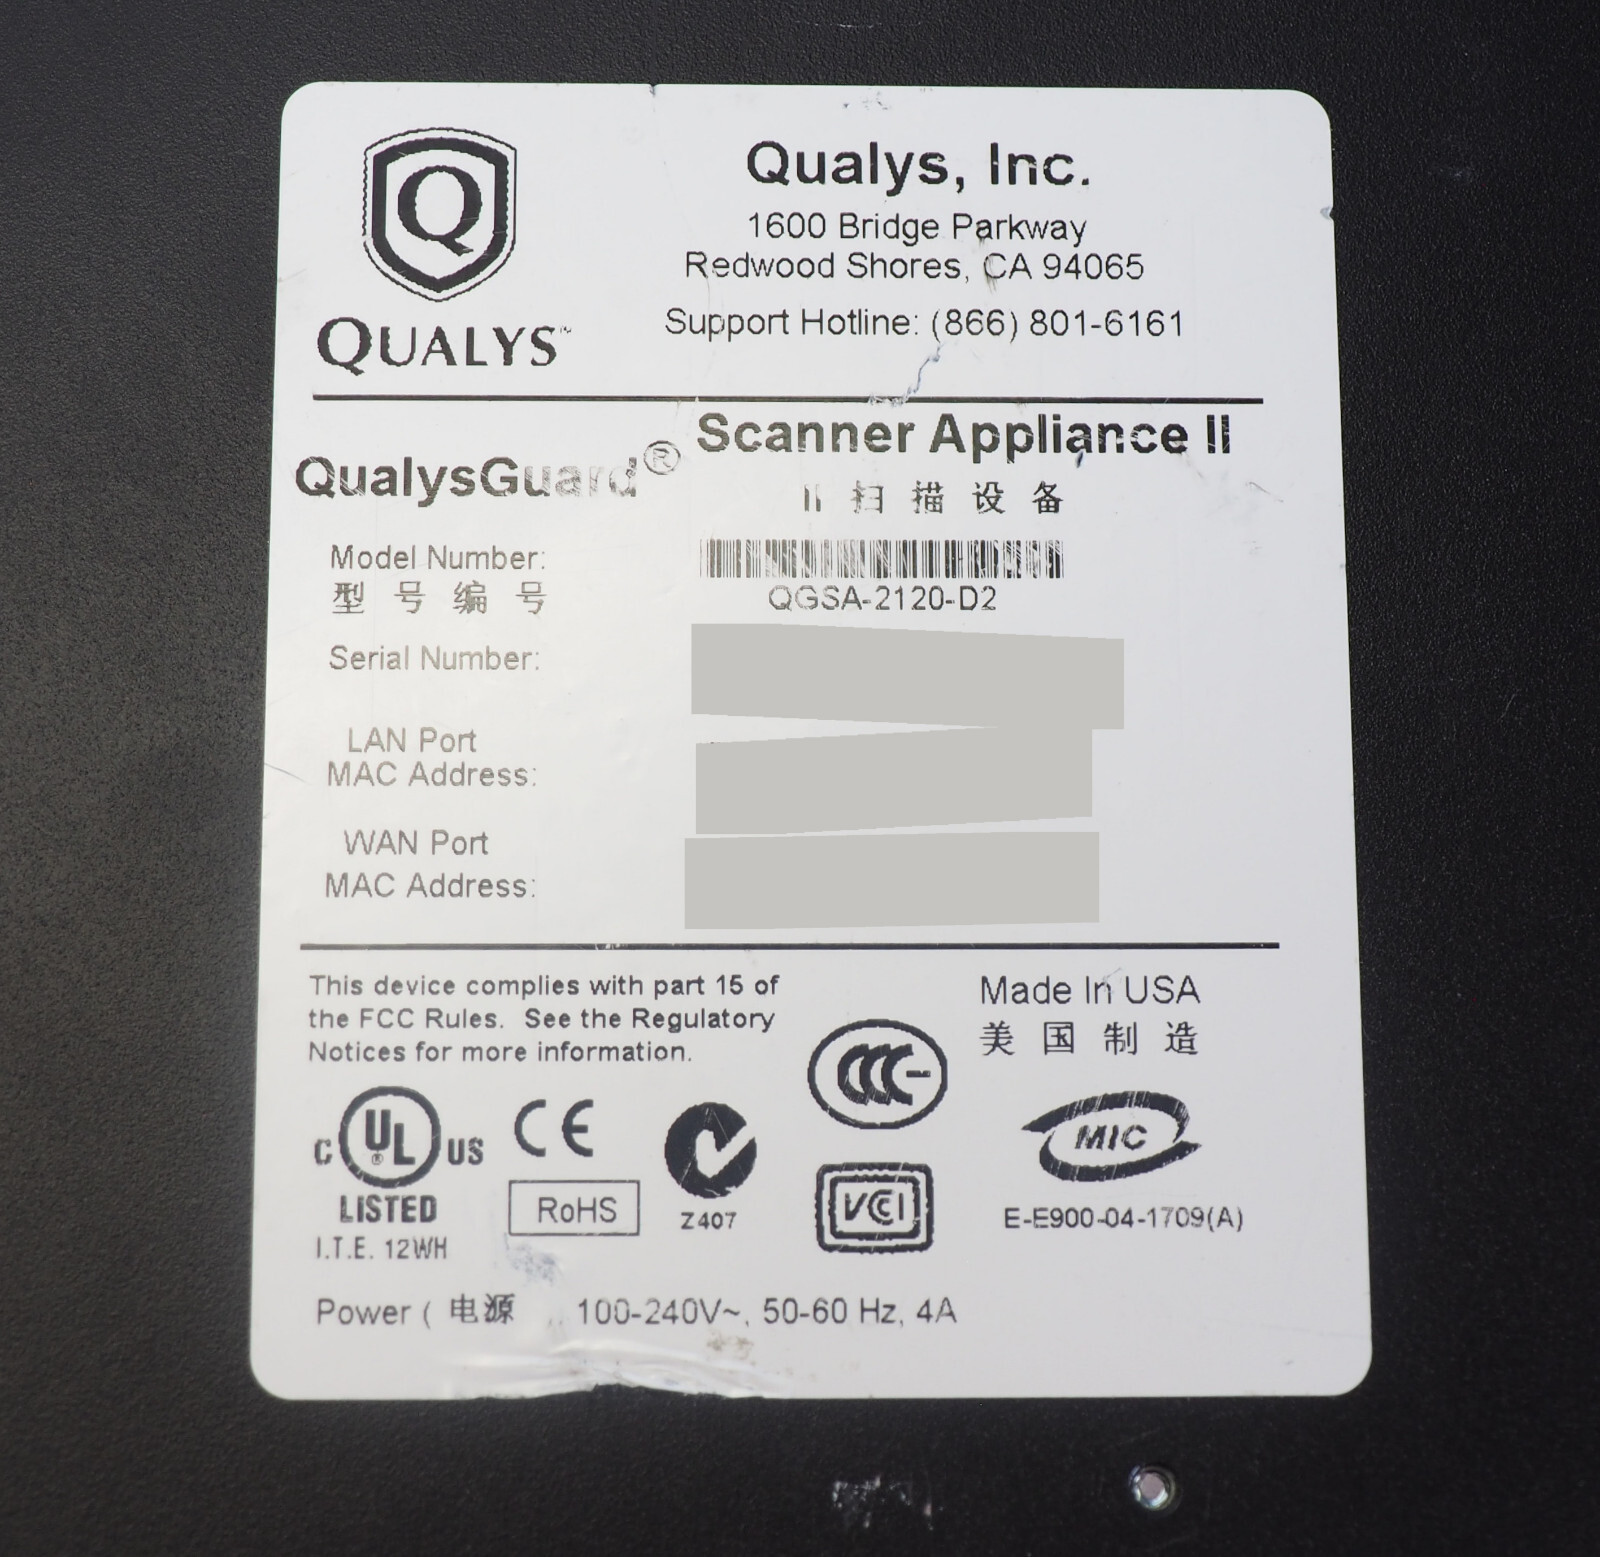 Q
QUALYS™
Qualys, Inc.
1600 Bridge Parkway
Redwood Shores, CA 94065
Support Hotline: (866) 801-6161
QualysGuard® Scanner Appliance II
II 扫描设备
Model Number:
型号编号
QGSA-2120-D2
Serial Number:
LAN Port
MAC Address:
WAN Port
MAC Address:
This device complies with part 15 of
the FCC Rules. See the Regulatory
Notices for more information.
Made In USA
美国制造
CCC
C UL® US
LISTED
I.T.E. 12WH
CE
RoHS
Z407
VCCI
MIC
E-E900-04-1709(A)
Power ( 电源 100-240V~, 50-60 Hz, 4A